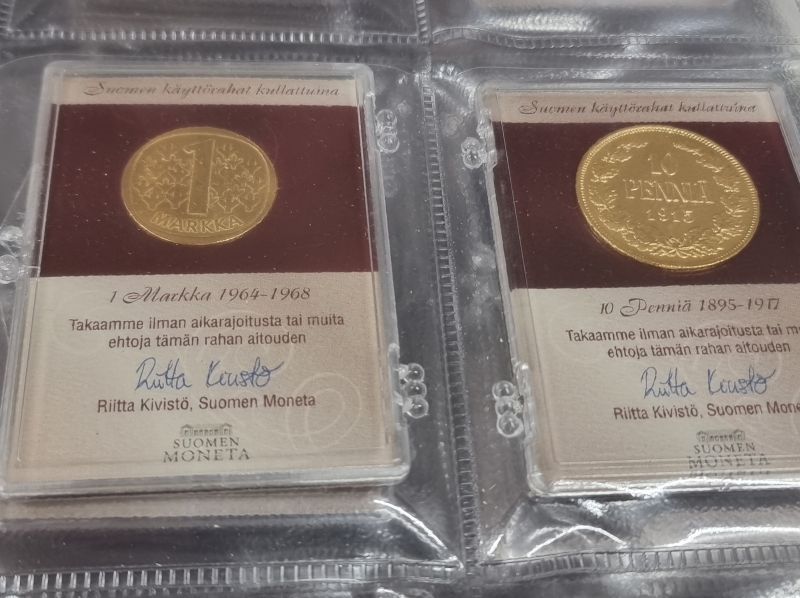 Suomen käyttörahat kullattuina
1
MARKKA
1 Markka 1964-1968
Takaamme ilman aikarajoitusta tai muita
ehtoja tämän rahan aitouden
Riitta Kivistö
Riitta Kivistö, Suomen Moneta
SUOMEN
MONETA
Suomen käyttörahat kullattuina
10
PENNIÄ
1915
10 Penniä 1895-1917
Takaamme ilman aikarajoitusta tai
ehtoja tämän rahan aitouden
Riitta Kivistö
Riitta Kivistö, Suomen
SUOMEN
MONETA